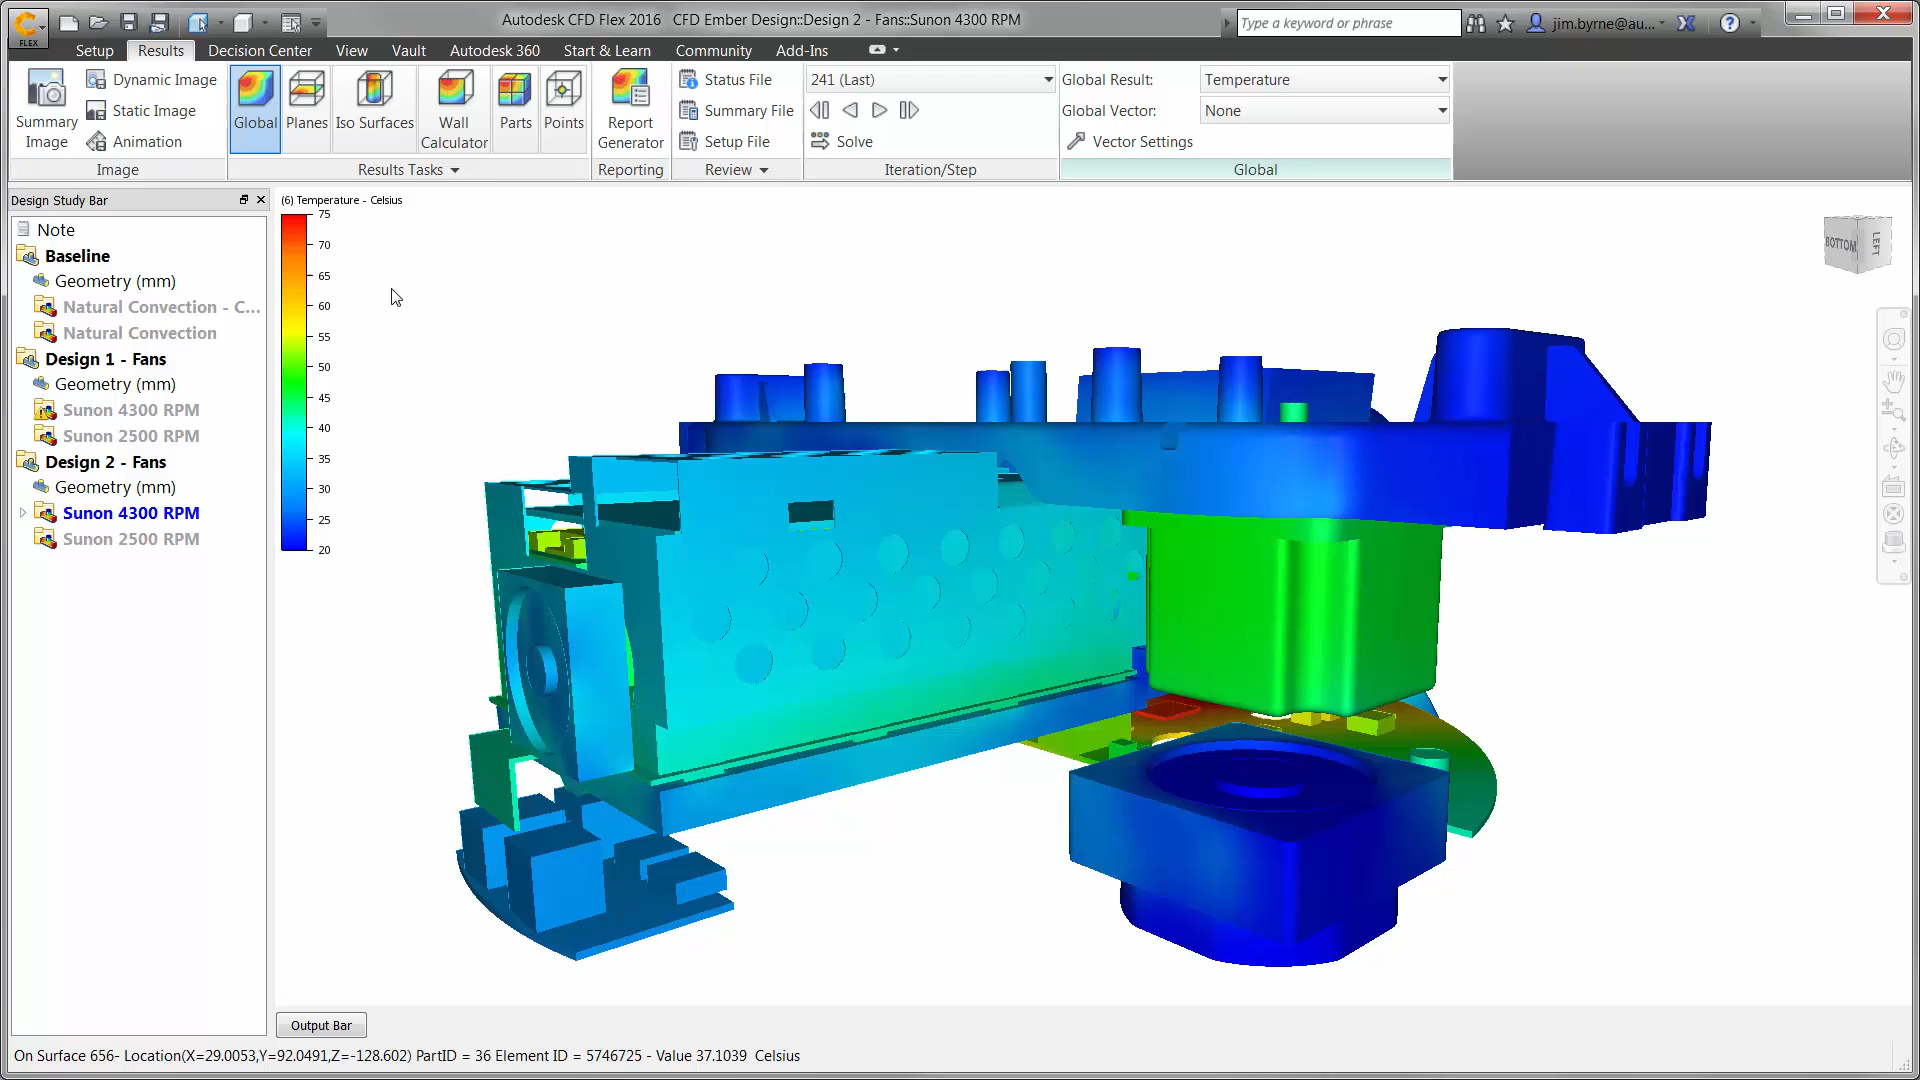 Autodesk CFD Flex 2016 CFD Ember Design::Design 2 - Fans::Sunon 4300 RPM
Type a keyword or phrase
jim.byrne@au...
FLEX
Setup Results Decision Center View Vault Autodesk 360 Start & Learn Community Add-Ins
Summary Image
Dynamic Image
Static Image
Animation
Image
Global
Planes
Iso Surfaces
Wall Calculator
Parts
Points
Results Tasks
Report Generator
Reporting
Status File
Summary File
Setup File
Review
241 (Last)
Solve
Iteration/Step
Global Result: Temperature
Global Vector: None
Vector Settings
Global
Design Study Bar
Note
Baseline
Geometry (mm)
Natural Convection - C...
Natural Convection
Design 1 - Fans
Geometry (mm)
Sunon 4300 RPM
Sunon 2500 RPM
Design 2 - Fans
Geometry (mm)
Sunon 4300 RPM
Sunon 2500 RPM
(6) Temperature - Celsius
75
70
65
60
55
50
45
40
35
30
25
20
BOTTOM
LEFT
Output Bar
On Surface 656- Location(X=29.0053,Y=92.0491,Z=-128.602) PartID = 36 Element ID = 5746725 - Value 37.1039 Celsius